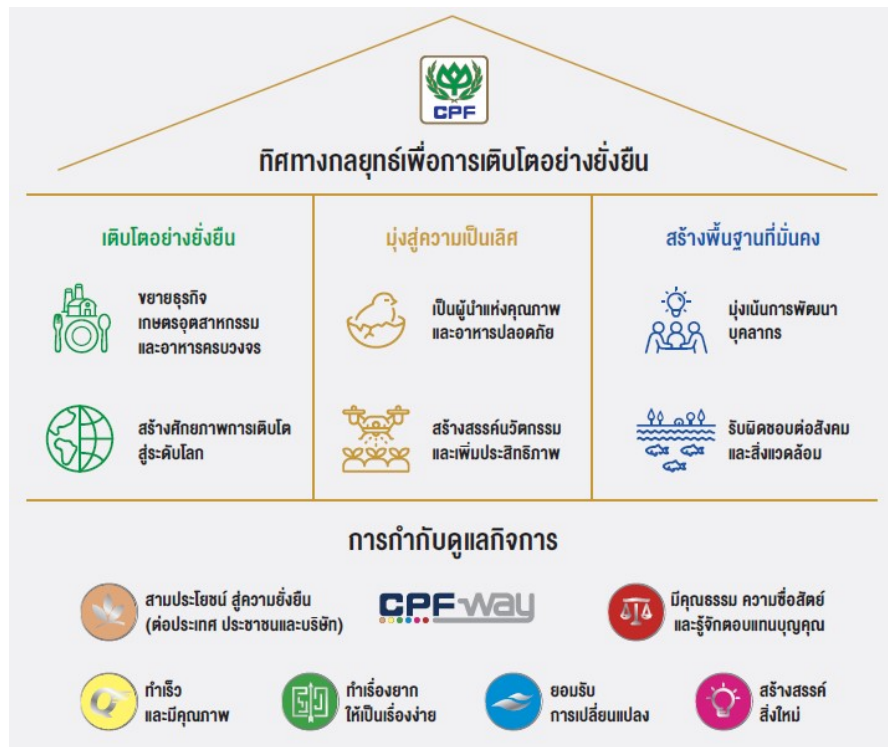 CPF
ทิศทางกลยุทธ์เพื่อการเติบโตอย่างยั่งยืน
เติบโตอย่างยั่งยืน
ขยายธุรกิจ
เกษตรอุตสาหกรรม
และอาหารครบวงจร
สร้างศักยภาพการเติบโต
สู่ระดับโลก
มุ่งสู่ความเป็นเลิศ
เป็นผู้นำแห่งคุณภาพ
และอาหารปลอดภัย
สร้างสรรค์นวัตกรรม
และเพิ่มประสิทธิภาพ
สร้างพื้นฐานที่มั่นคง
มุ่งเน้นการพัฒนา
บุคลากร
รับผิดชอบต่อสังคม
และสิ่งแวดล้อม
การกำกับดูแลกิจการ
สามประโยชน์ สู่ความยั่งยืน
(ต่อประเทศ ประชาชนและบริษัท)
CPF way
มีคุณธรรม ความซื่อสัตย์
และรู้จักตอบแทนบุญคุณ
ทำเร็ว
และมีคุณภาพ
ทำเรื่องยาก
ให้เป็นเรื่องง่าย
ยอมรับ
การเปลี่ยนแปลง
สร้างสรรค์
สิ่งใหม่